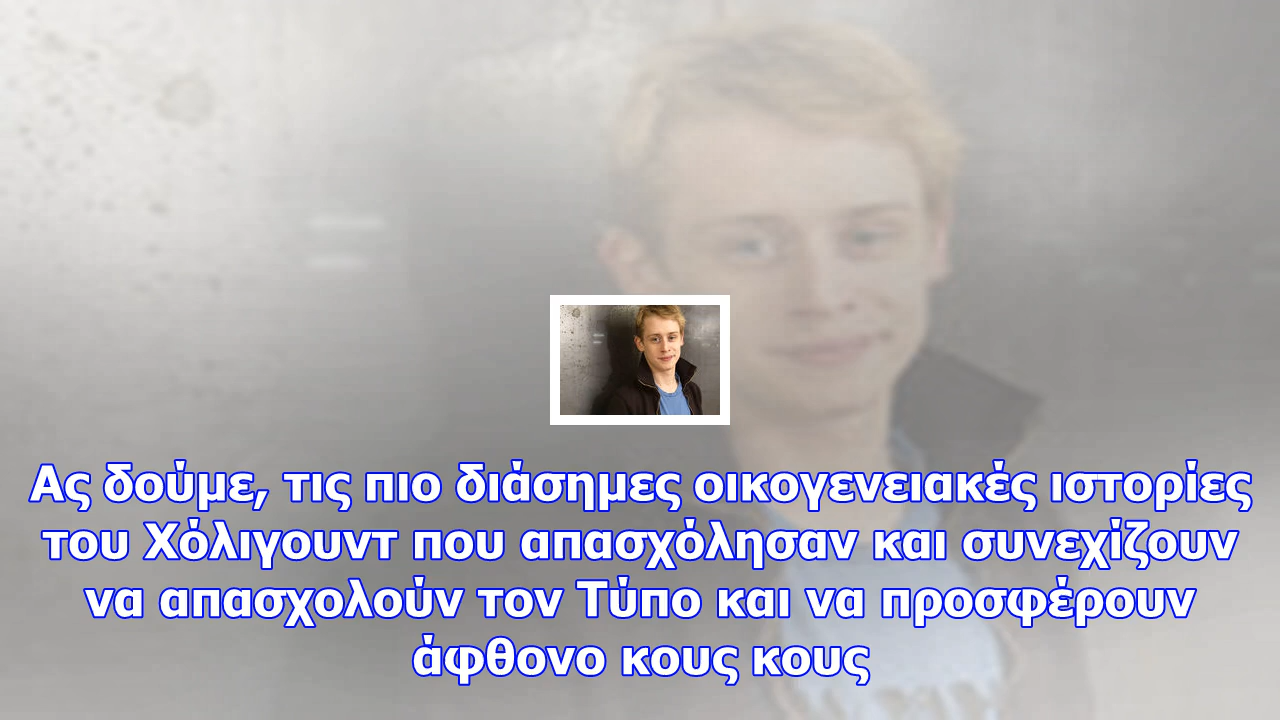 Ας δούμε, τις πιο διάσημες οικογενειακές ιστορίες
του Χόλιγουντ που απασχόλησαν και συνεχίζουν
να απασχολούν τον Τύπο και να προσφέρουν
άφθονο κους κους